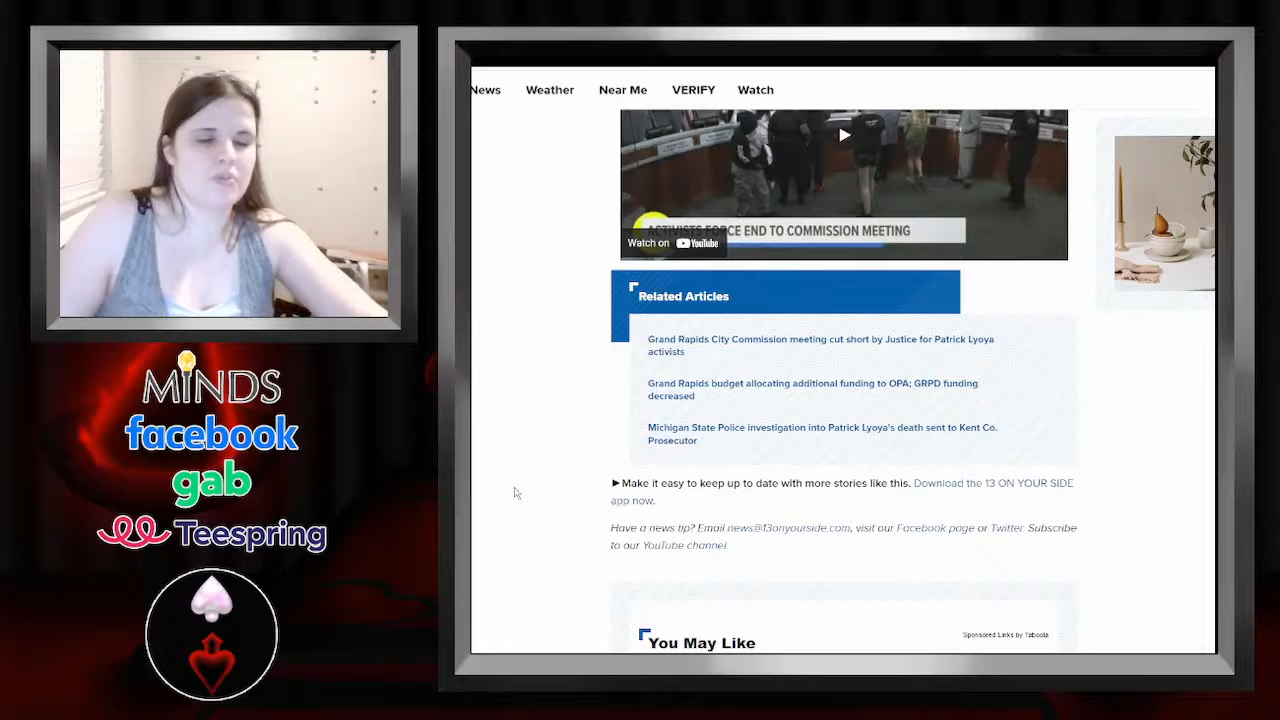 News Weather Near Me VERIFY Watch
ACTIVISTS FORCE END TO COMMISSION MEETING
Watch on YouTube
Related Articles
Grand Rapids City Commission meeting cut short by Justice for Patrick Lyoya
activists
Grand Rapids budget allocating additional funding to OPA; GRPD funding
decreased
Michigan State Police investigation into Patrick Lyoya's death sent to Kent Co.
Prosecutor
►Make it easy to keep up to date with more stories like this. Download the 13 ON YOUR SIDE
app now.
Have a news tip? Email news@13onyourside.com, visit our Facebook page or Twitter. Subscribe
to our YouTube channel.
You May Like
Sponsored Links by Taboola
MINDS
facebook
gab
Teespring